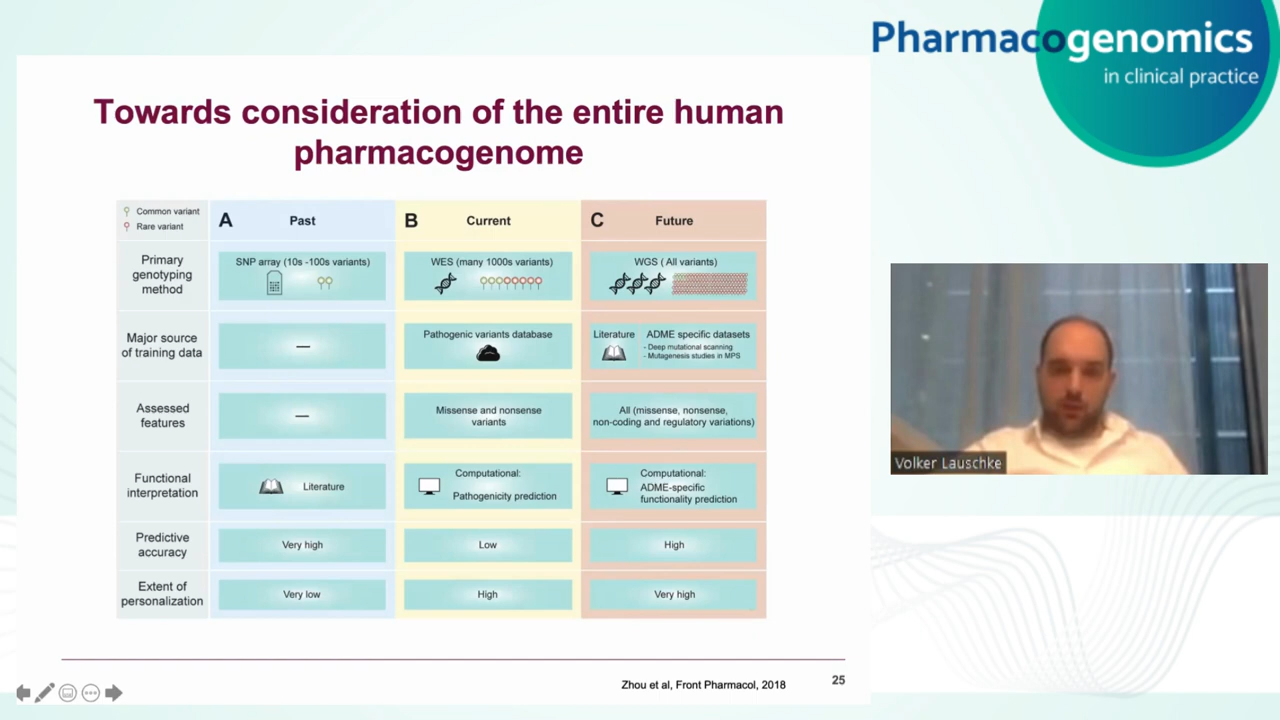 Pharmacogenomics
in clinical practice
Towards consideration of the entire human
pharmacogenome
Common variant
Rare variant
A Past
B Current
C Future
Primary
genotyping
method
SNP array (10s -100s variants)
WES (many 1000s variants)
WGS ( All variants)
Major source
of training data
—
Pathogenic variants database
Literature
ADME specific datasets
- Deep mutational scanning
- Mutagenesis studies in MPS
Assessed
features
—
Missense and nonsense
variants
All (missense, nonsense,
non-coding and regulatory variations)
Functional
interpretation
Literature
Computational:
Pathogenicity prediction
Computational:
ADME-specific
functionality prediction
Predictive
accuracy
Very high
Low
High
Extent of
personalization
Very low
High
Very high
Zhou et al, Front Pharmacol, 2018
25
Volker Lauschke